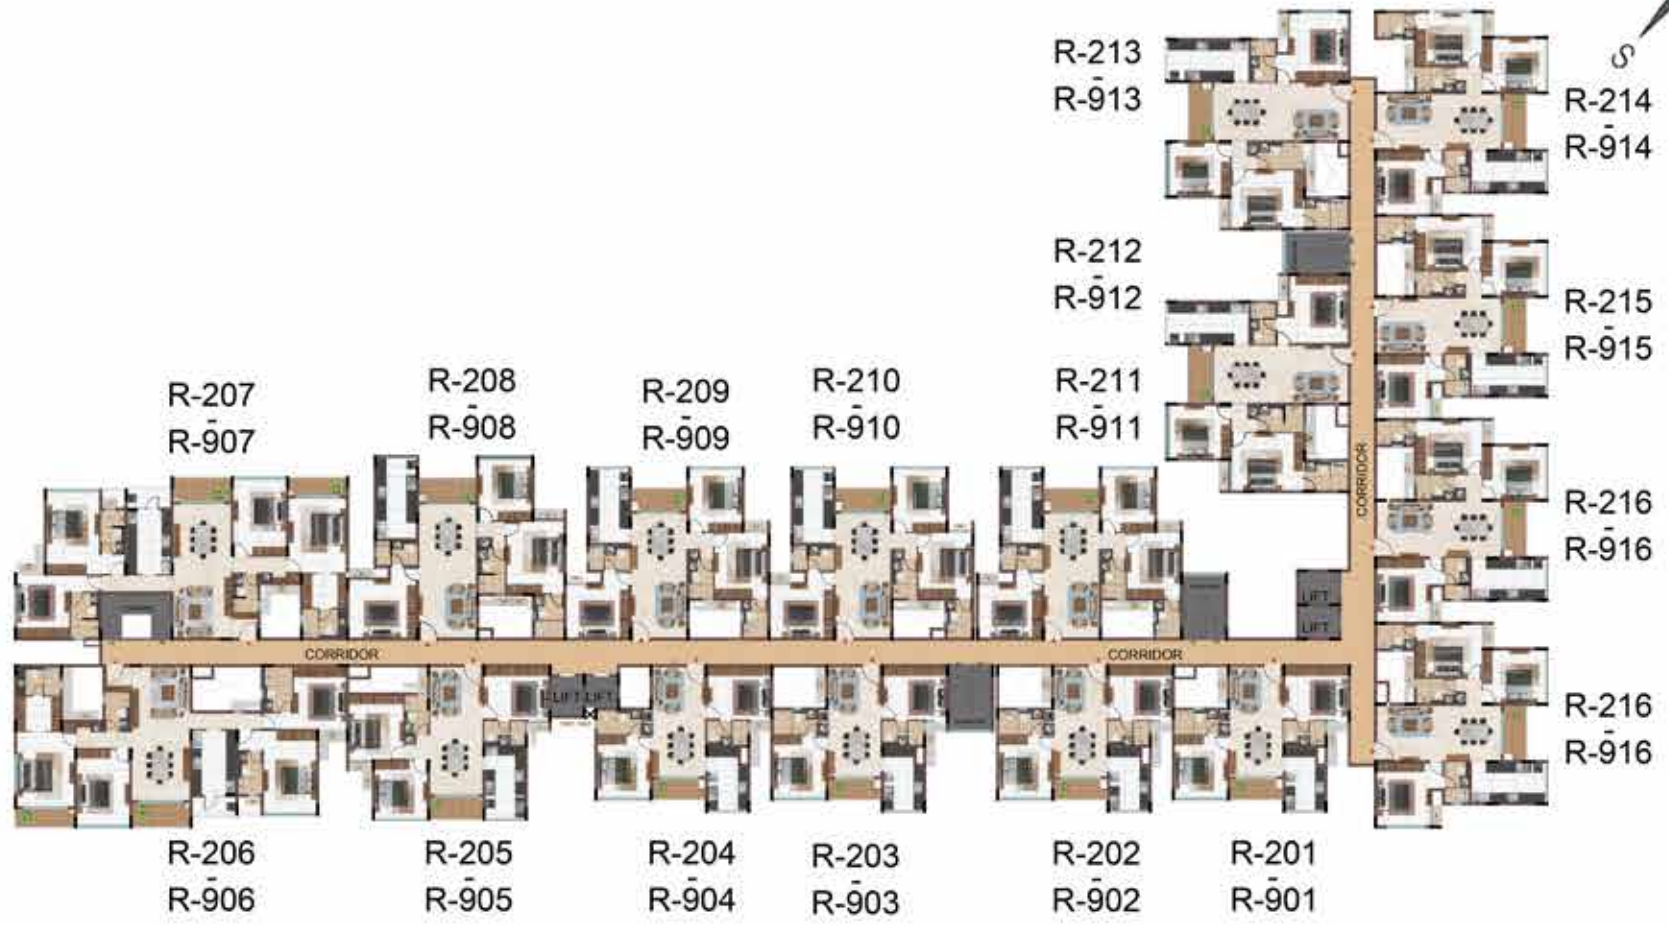 S
R-213
-
R-913
R-214
-
R-914
R-212
-
R-912
R-215
-
R-915
R-207
-
R-907
R-208
-
R-908
R-209
-
R-909
R-210
-
R-910
R-211
-
R-911
CORRIDOR
R-216
-
R-916
LIFT
LIFT
CORRIDOR
CORRIDOR
LIFT
LIFT
R-216
-
R-916
R-206
-
R-906
R-205
-
R-905
R-204
-
R-904
R-203
-
R-903
R-202
-
R-902
R-201
-
R-901